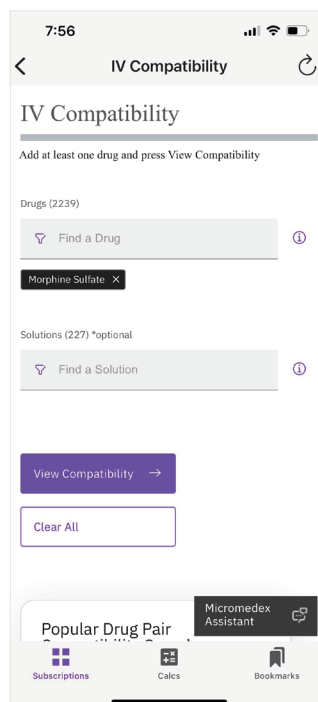 7:56
IV Compatibility
IV Compatibility
Add at least one drug and press View Compatibility
Drugs (2239)
Find a Drug
Morphine Sulfate ×
Solutions (227) *optional
Find a Solution
View Compatibility →
Clear All
Micromedex
Assistant
Popular Drug Pair
Subscriptions
Calcs
Bookmarks